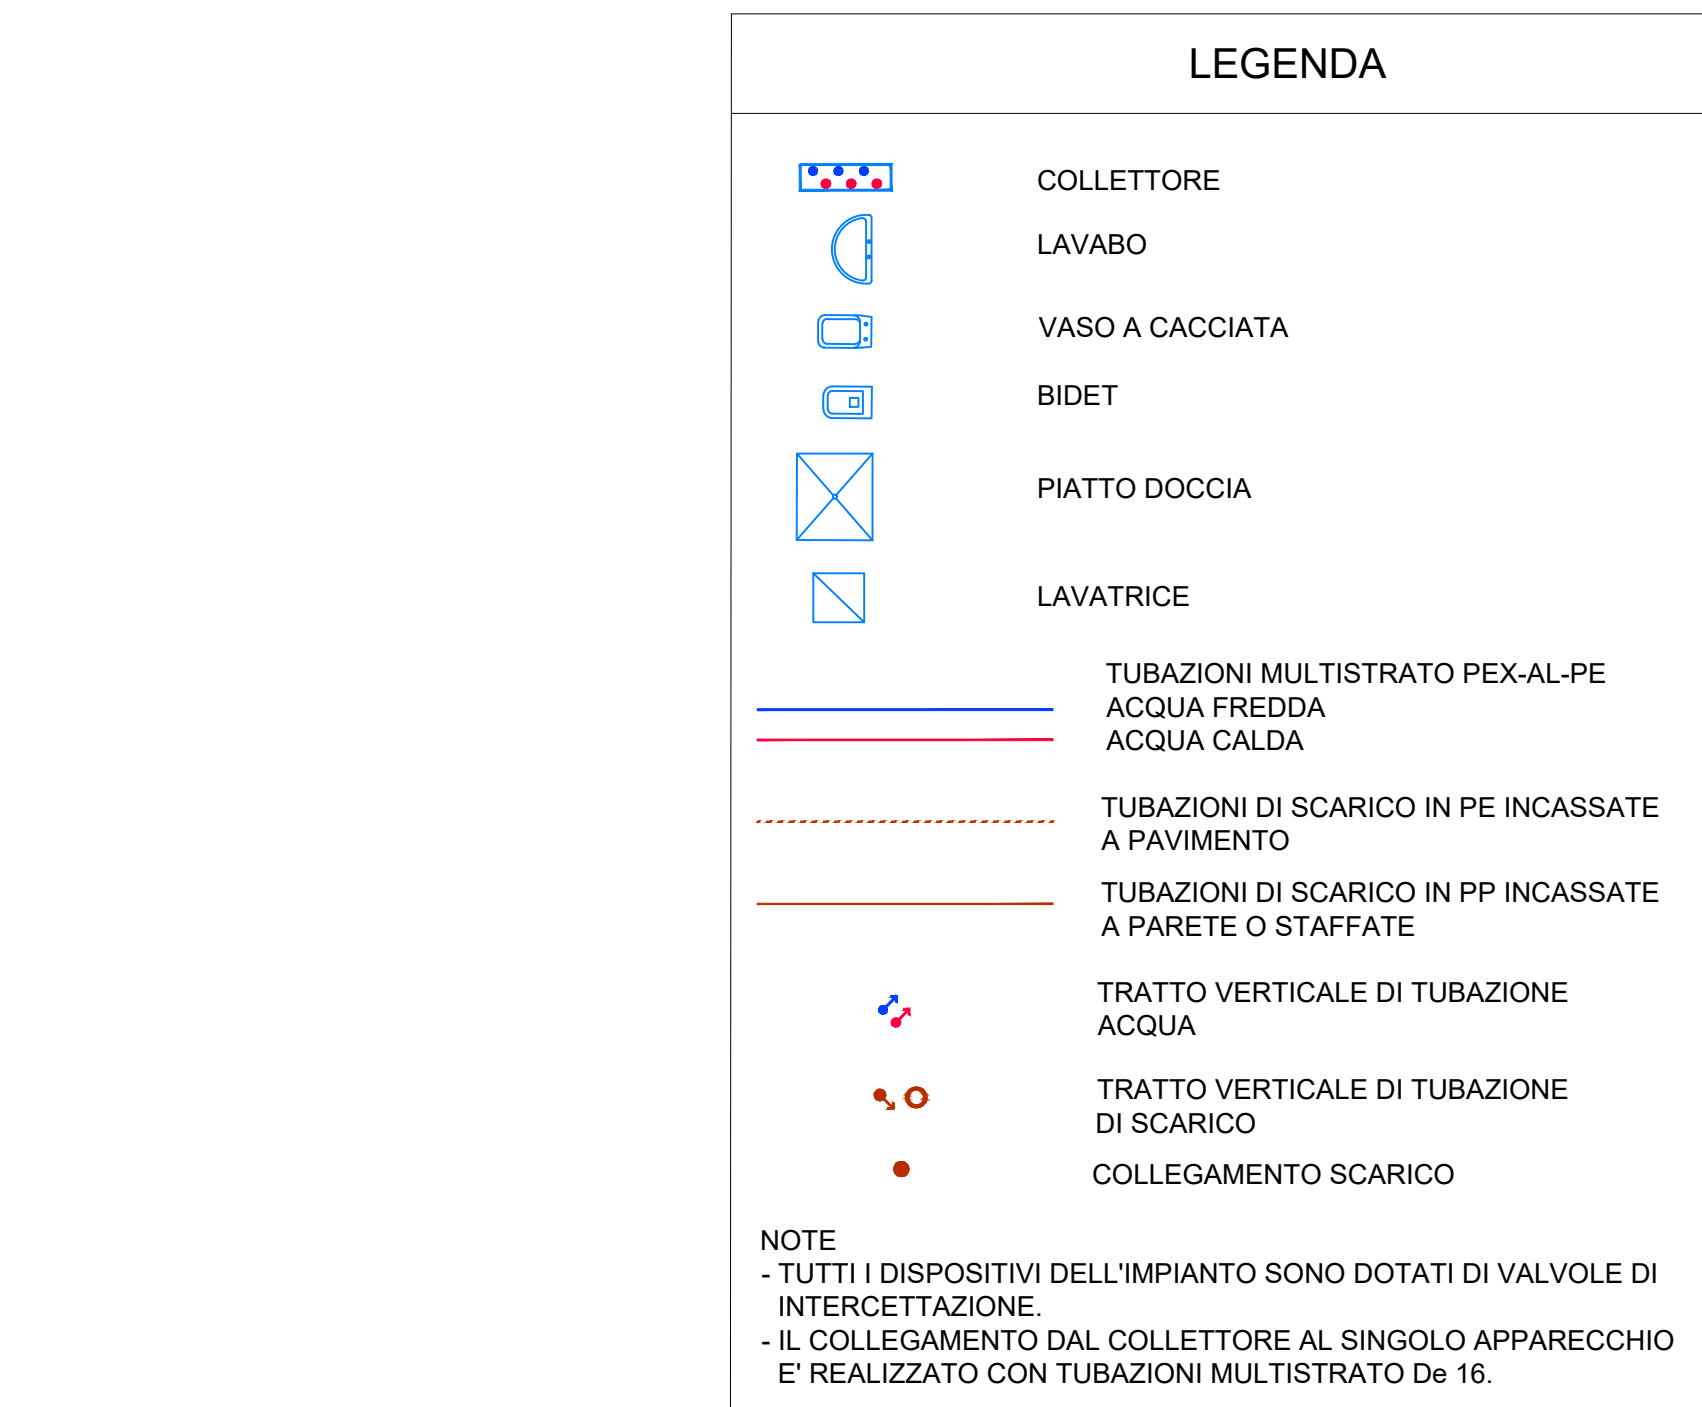 LEGENDA
COLLETTORE
LAVABO
VASO A CACCIATA
BIDET
PIATTO DOCCIA
LAVATRICE
TUBAZIONI MULTISTRATO PEX-AL-PE
ACQUA FREDDA
ACQUA CALDA
TUBAZIONI DI SCARICO IN PE INCASSATE
A PAVIMENTO
TUBAZIONI DI SCARICO IN PP INCASSATE
A PARETE O STAFFATE
TRATTO VERTICALE DI TUBAZIONE
ACQUA
TRATTO VERTICALE DI TUBAZIONE
DI SCARICO
COLLEGAMENTO SCARICO
NOTE
- TUTTI I DISPOSITIVI DELL'IMPIANTO SONO DOTATI DI VALVOLE DI
INTERCETTAZIONE.
- IL COLLEGAMENTO DAL COLLETTORE AL SINGOLO APPARECCHIO
E' REALIZZATO CON TUBAZIONI MULTISTRATO De 16.